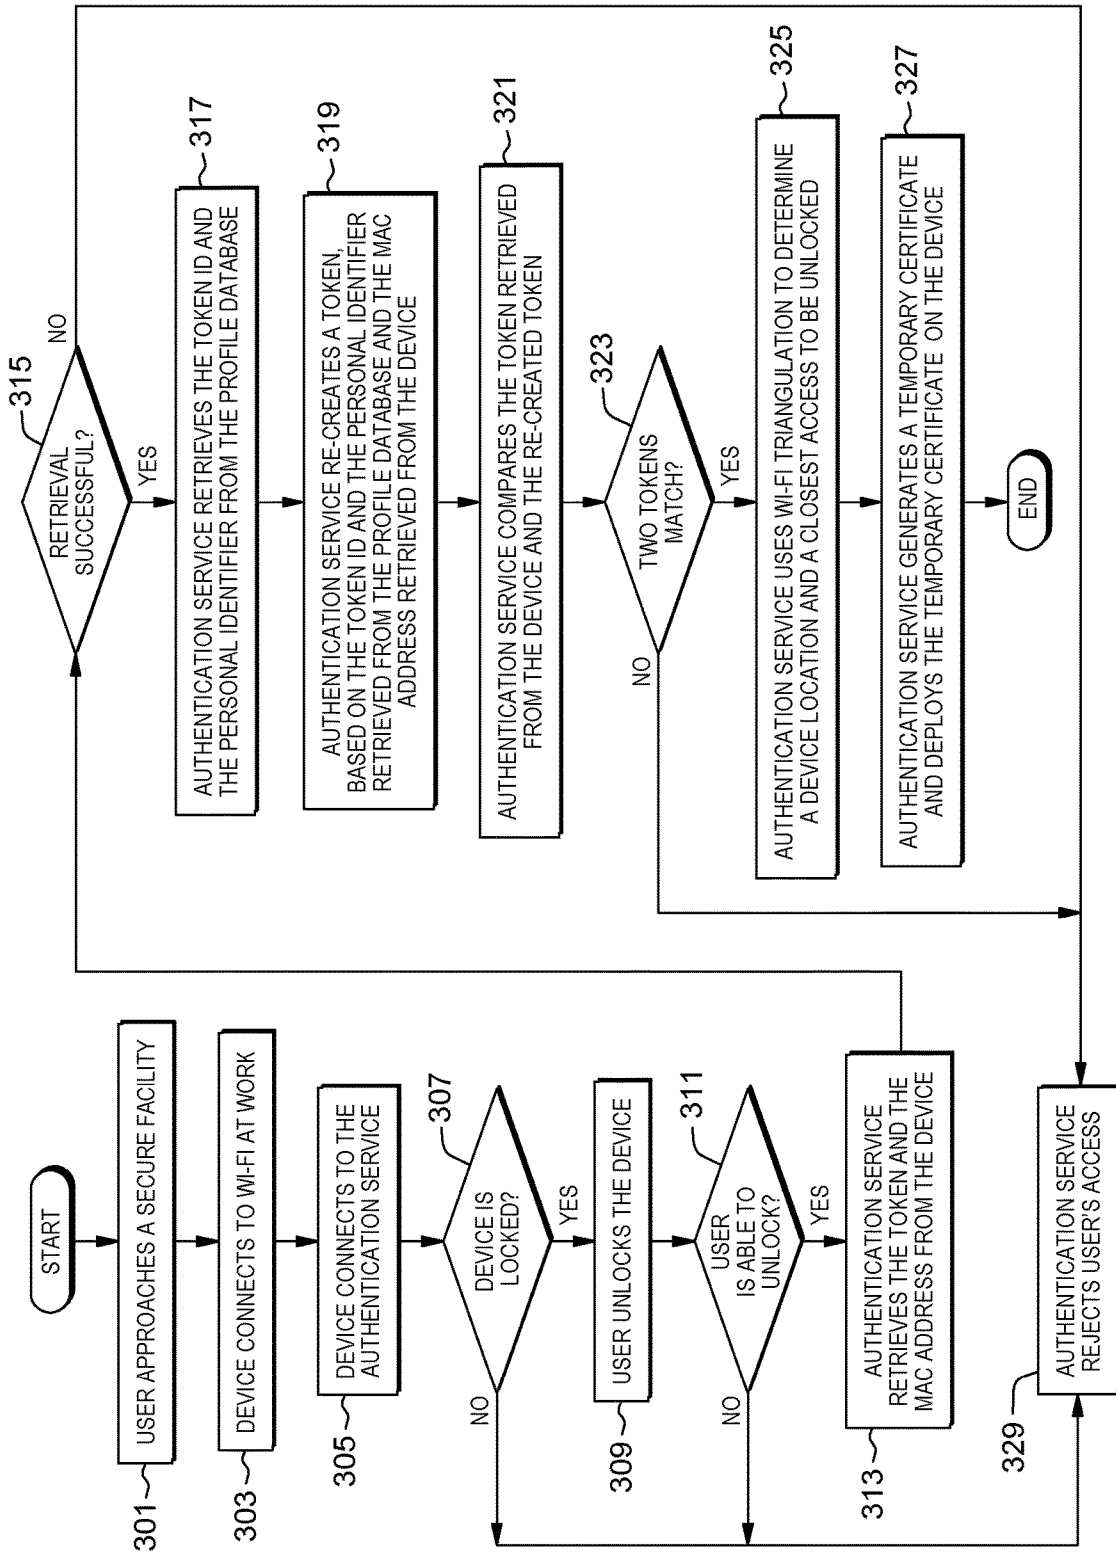 START
USER APPROACHES A SECURE FACILITY
301
DEVICE CONNECTS TO WI-FI AT WORK
303
DEVICE CONNECTS TO THE
AUTHENTICATION SERVICE
305
DEVICE IS
LOCKED?
307
NO
YES
USER UNLOCKS THE DEVICE
309
USER
IS ABLE TO
UNLOCK?
311
NO
YES
AUTHENTICATION SERVICE
RETRIEVES THE TOKEN AND THE
MAC ADDRESS FROM THE DEVICE
313
AUTHENTICATION SERVICE
REJECTS USER'S ACCESS
329
RETRIEVAL
SUCCESSFUL?
315
NO
YES
AUTHENTICATION SERVICE RETRIEVES THE TOKEN ID AND
THE PERSONAL IDENTIFIER FROM THE PROFILE DATABASE
317
AUTHENTICATION SERVICE RE-CREATES A TOKEN,
BASED ON THE TOKEN ID AND THE PERSONAL IDENTIFIER
RETRIEVED FROM THE PROFILE DATABASE AND THE MAC
ADDRESS RETRIEVED FROM THE DEVICE
319
AUTHENTICATION SERVICE COMPARES THE TOKEN RETRIEVED
FROM THE DEVICE AND THE RE-CREATED TOKEN
321
TWO TOKENS
MATCH?
323
NO
YES
AUTHENTICATION SERVICE USES WI-FI TRIANGULATION TO DETERMINE
A DEVICE LOCATION AND A CLOSEST ACCESS TO BE UNLOCKED
325
AUTHENTICATION SERVICE GENERATES A TEMPORARY CERTIFICATE
AND DEPLOYS THE TEMPORARY CERTIFICATE ON THE DEVICE
327
END